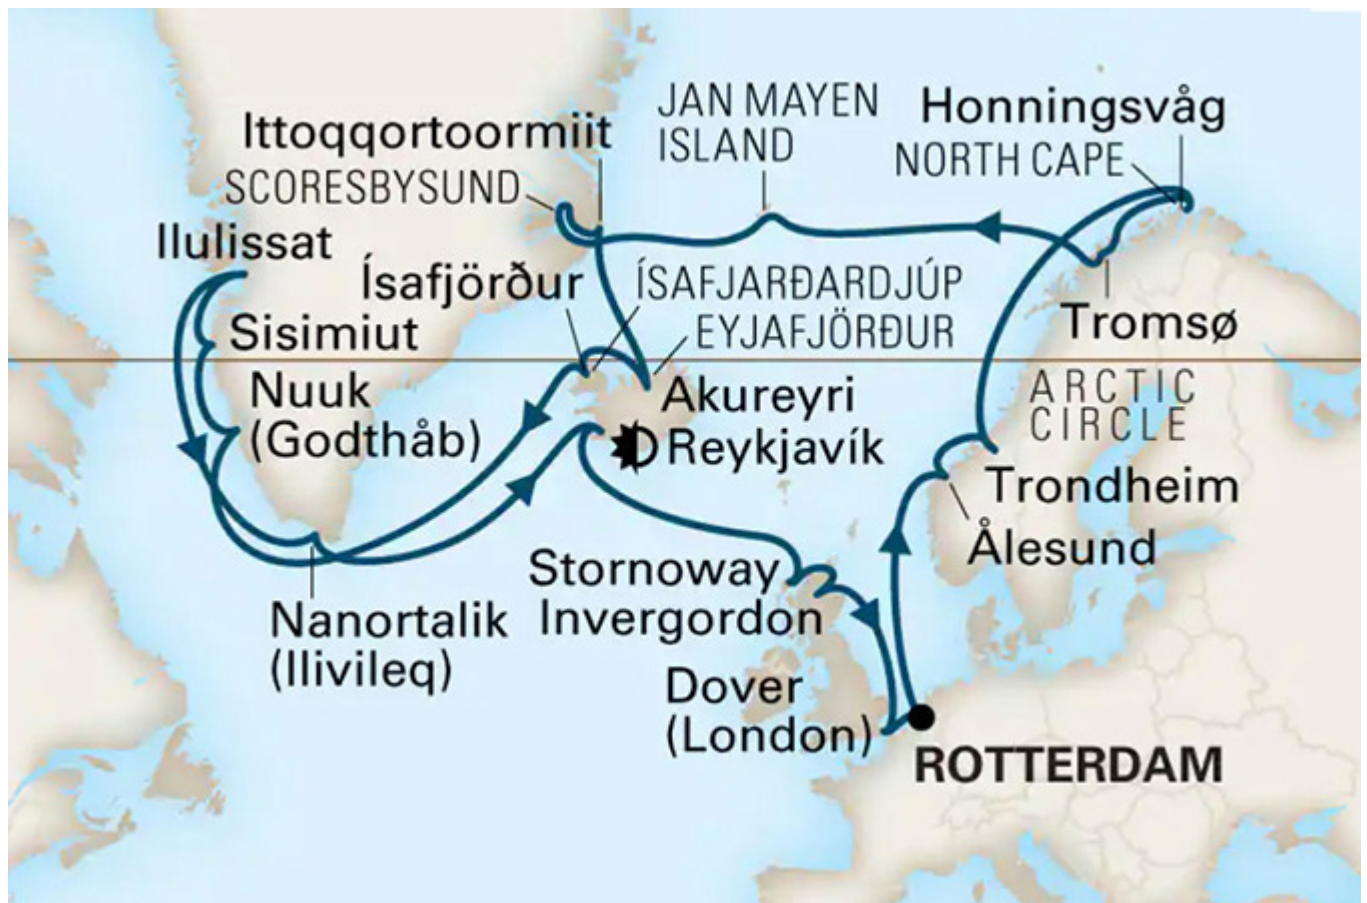 JAN MAYEN
ISLAND
Honningsvåg
NORTH CAPE
Ittoqqortoormiit
SCORESBYSUND
Ilulissat
Ísafjörður
ÍSAFJARÐARDJÚP
EYJAFJÖRÐUR
Tromsø
Sisimiut
Nuuk
(Godthåb)
Akureyri
Reykjavík
ARCTIC
CIRCLE
Trondheim
Ålesund
Stornoway
Invergordon
Nanortalik
(Ilivileq)
Dover
(London)
ROTTERDAM